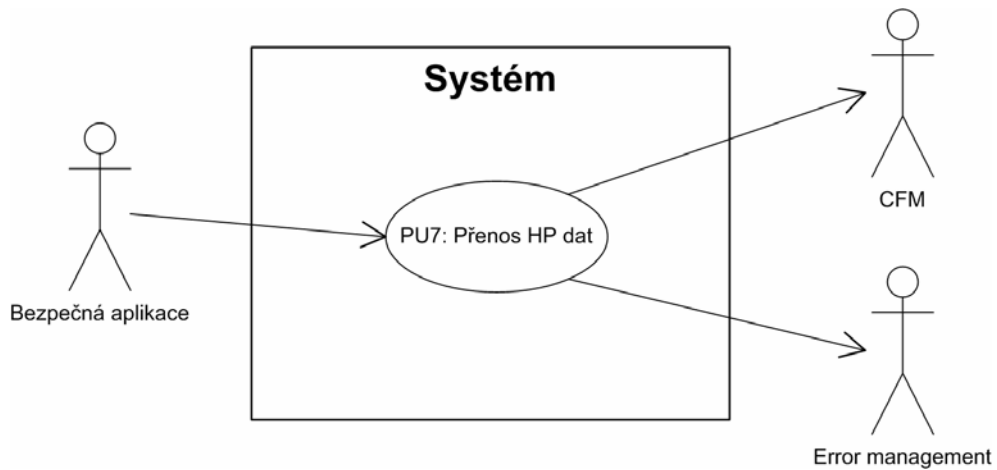 Systém
PU7: Přenos HP dat
Bezpečná aplikace
CFM
Error management